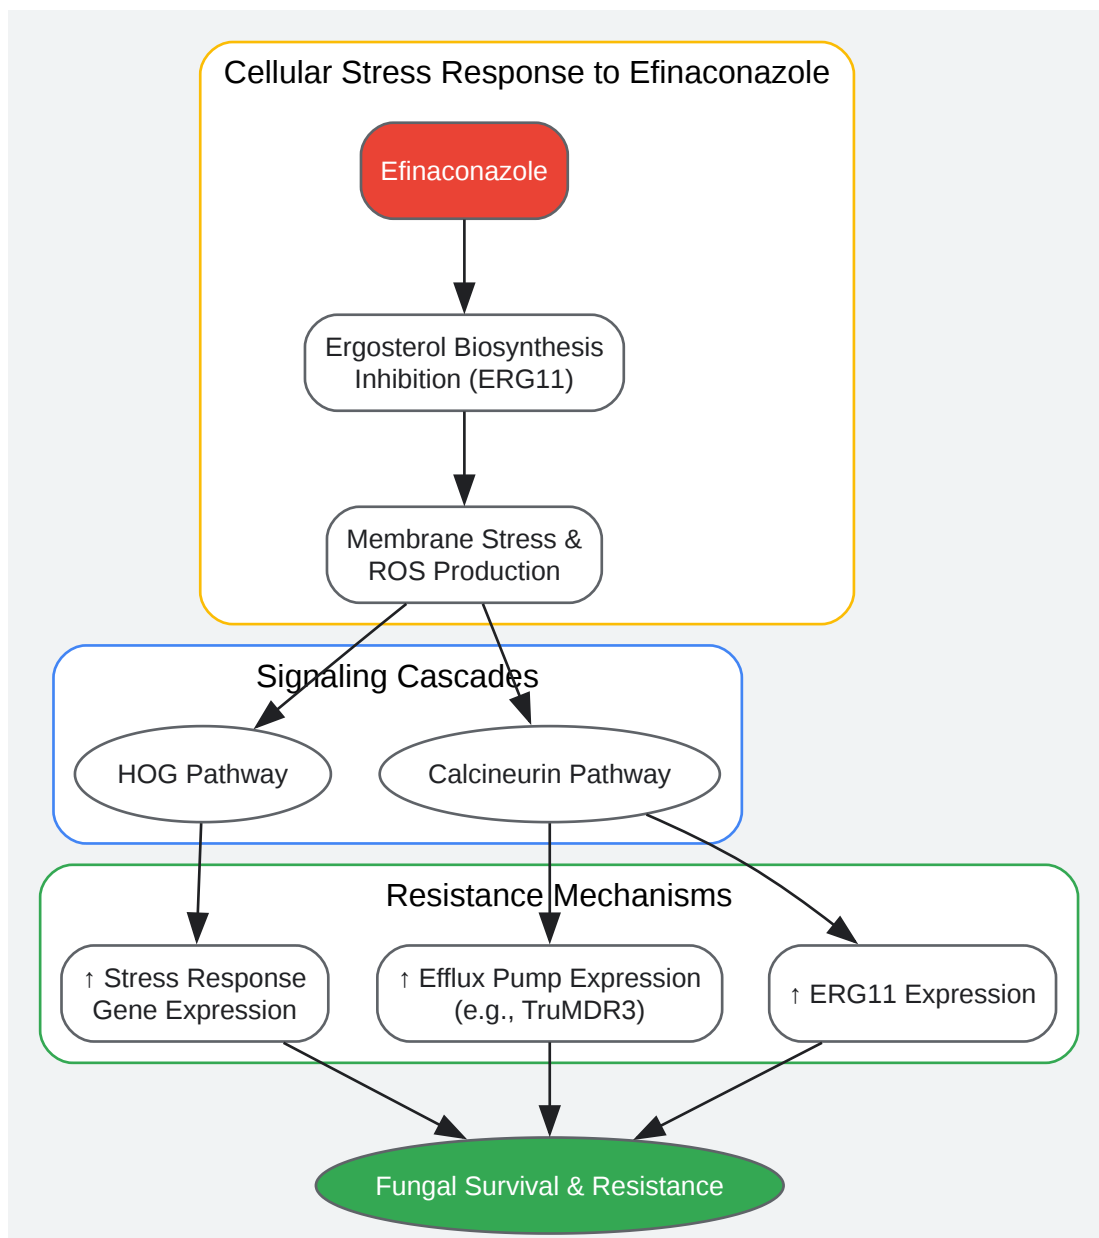 Cellular Stress Response to Efinaconazole
Efinaconazole
Ergosterol Biosynthesis
Inhibition (ERG11)
Membrane Stress &
ROS Production
Signaling Cascades
HOG Pathway
Calcineurin Pathway
Resistance Mechanisms
↑ Stress Response
Gene Expression
↑ Efflux Pump Expression
(e.g., TruMDR3)
↑ ERG11 Expression
Fungal Survival & Resistance